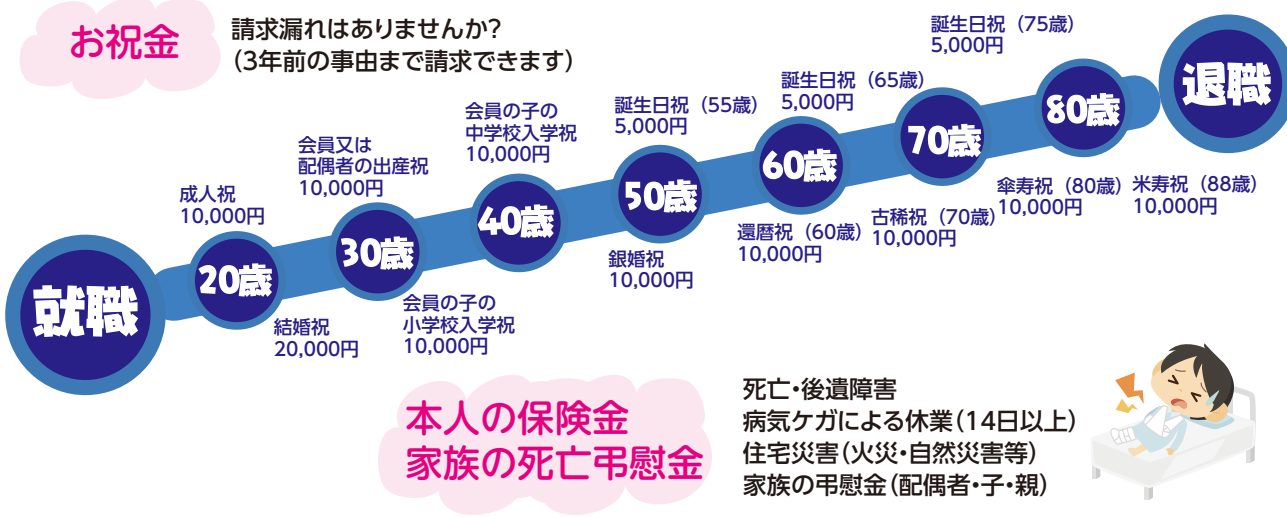 お祝金
請求漏れはありませんか?
(3年前の事由まで請求できます)
就職
20歳
30歳
40歳
50歳
60歳
70歳
80歳
退職
成人祝
10,000円
結婚祝
20,000円
会員又は
配偶者の出産祝
10,000円
会員の子の
小学校入学祝
10,000円
会員の子の
中学校入学祝
10,000円
誕生日祝(55歳)
5,000円
銀婚祝
10,000円
誕生日祝(65歳)
5,000円
還暦祝(60歳)
10,000円
古稀祝(70歳)
10,000円
誕生日祝(75歳)
5,000円
傘寿祝(80歳)
10,000円
米寿祝(88歳)
10,000円
本人の保険金
家族の死亡弔慰金
死亡・後遺障害
病気ケガによる休業(14日以上)
住宅災害(火災・自然災害等)
家族の弔慰金(配偶者・子・親)